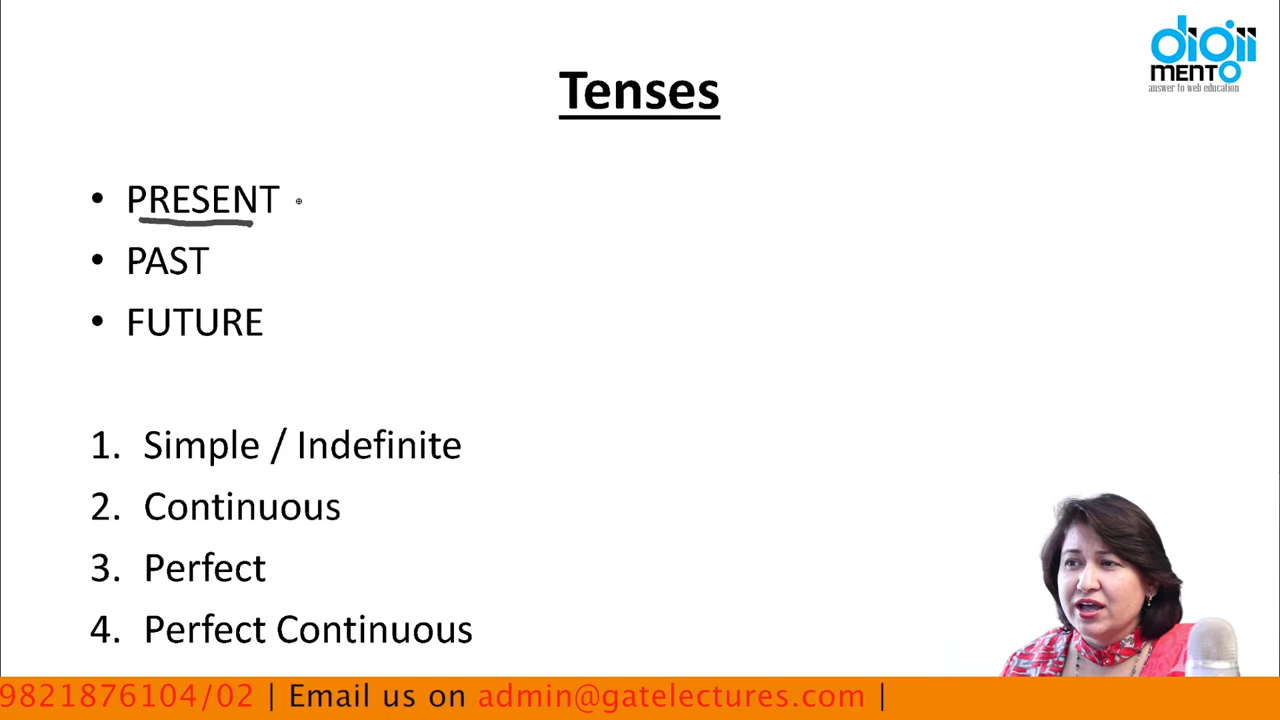 digii
MENTO
answer to web education
Tenses
• PRESENT
• PAST
• FUTURE
1. Simple / Indefinite
2. Continuous
3. Perfect
4. Perfect Continuous
9821876104/02 | Email us on admin@gatelectures.com |